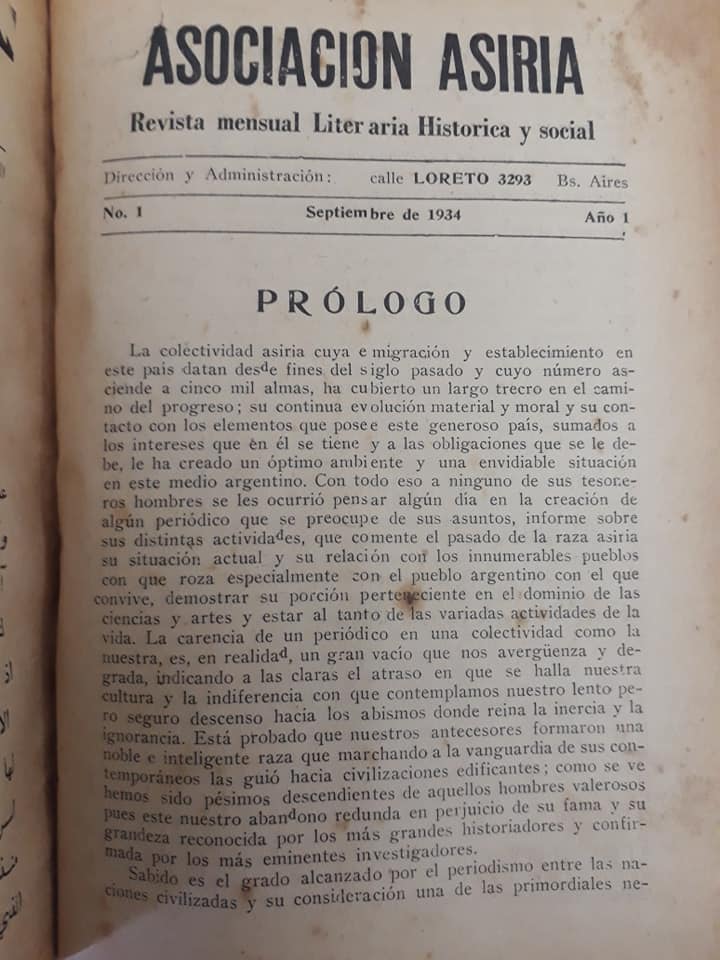 ASOCIACION ASIRIA
Revista mensual Literaria Historica y social
Dirección y Administración: calle LORETO 3293 Bs. Aires
No. 1 Septiembre de 1934 Año 1
PRÓLOGO
La colectividad asiria cuya emigración y establecimiento en
este pais datan desde fines del siglo pasado y cuyo número as-
ciende a cinco mil almas, ha cubierto un largo trecro en el cami-
no del progreso; su continua evolución material y moral y su con-
tacto con los elementos que posee este generoso país, sumados a
los intereses que èn él se tiene y a las obligaciones que se le de-
be, le ha creado un óptimo ambiente y una envidiable situación
en este medio argentino. Con todo eso a ninguno de sus tesone-
ros hombres se les ocurrió pensar algún día en la creación de
algún periódico que se preocupe de sus asuntos, informe sobre
sus distintas actividades, que comente el pasado de la raza asiria
su situación actual y su relación con los innumerables pueblos
con que roza especialmente con el pueblo argentino con el que
convive, demostrar su porción perteneciente en el dominio de las
ciencias y artes y estar al tanto de las variadas actividades de la
vida. La carencia de un periódico en una colectividad como la
nuestra, es, en realidad, un gran vacío que nos avergüenza y de-
grada, indicando a las claras el atraso en que se halla nuestra
cultura y la indiferencia con que contemplamos nuestro lento pe-
ro seguro descenso hacia los abismos donde reina la inercia y la
ignorancia. Está probado que nuestros antecesores formaron una
noble e inteligente raza que marchando a la vanguardia de sus con-
temporáneos las guió hacia civilizaciones edificantes; como se ve
hemos sido pésimos descendientes de aquellos hombres valerosos
pues este nuestro abandono redunda en perjuicio de su fama y su
grandeza reconocida por los más grandes historiadores y confir-
mada por los más eminentes investigadores.
Sabido es el grado alcanzado por el periodismo entre las na-
ciones civilizadas y su consideración una de las primordiales ne-